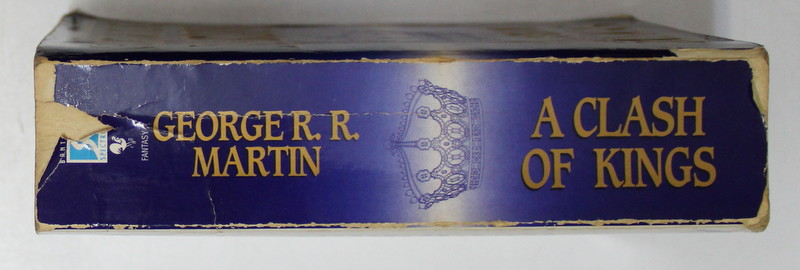 GEORGE R. R.
MARTIN
A CLASH
OF KINGS
FANTASY